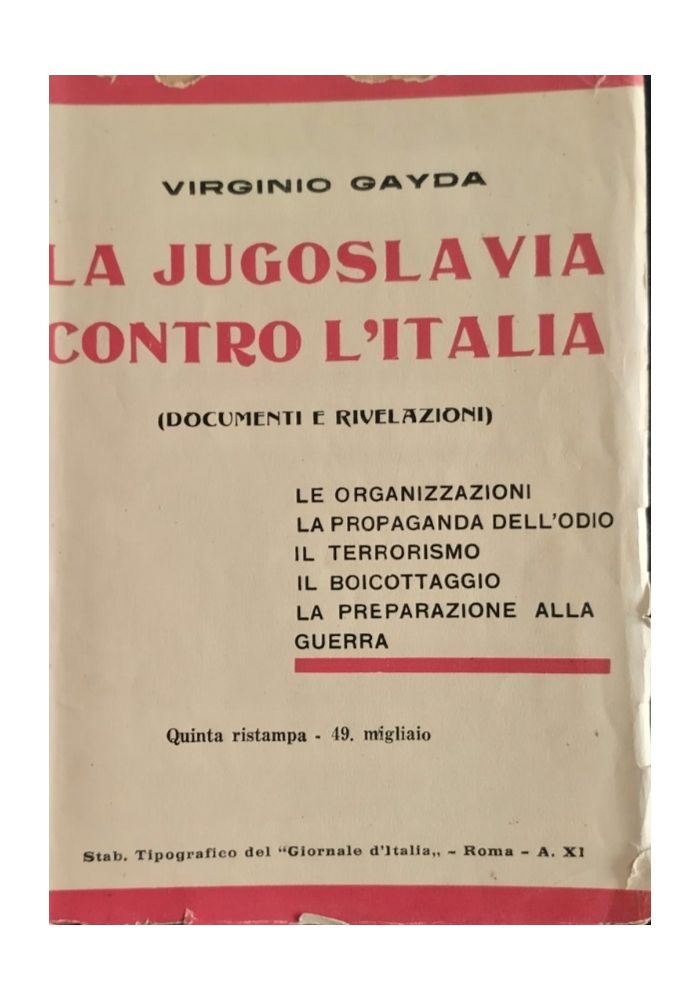 VIRGINIO GAYDA
LA JUGOSLAVIA
CONTRO L'ITALIA
(DOCUMENTI E RIVELAZIONI)
LE ORGANIZZAZIONI
LA PROPAGANDA DELL'ODIO
IL TERRORISMO
IL BOICOTTAGGIO
LA PREPARAZIONE ALLA
GUERRA
Quinta ristampa - 49. migliaio
Stab. Tipografico del “Giornale d'Italia„ - Roma - A. XI